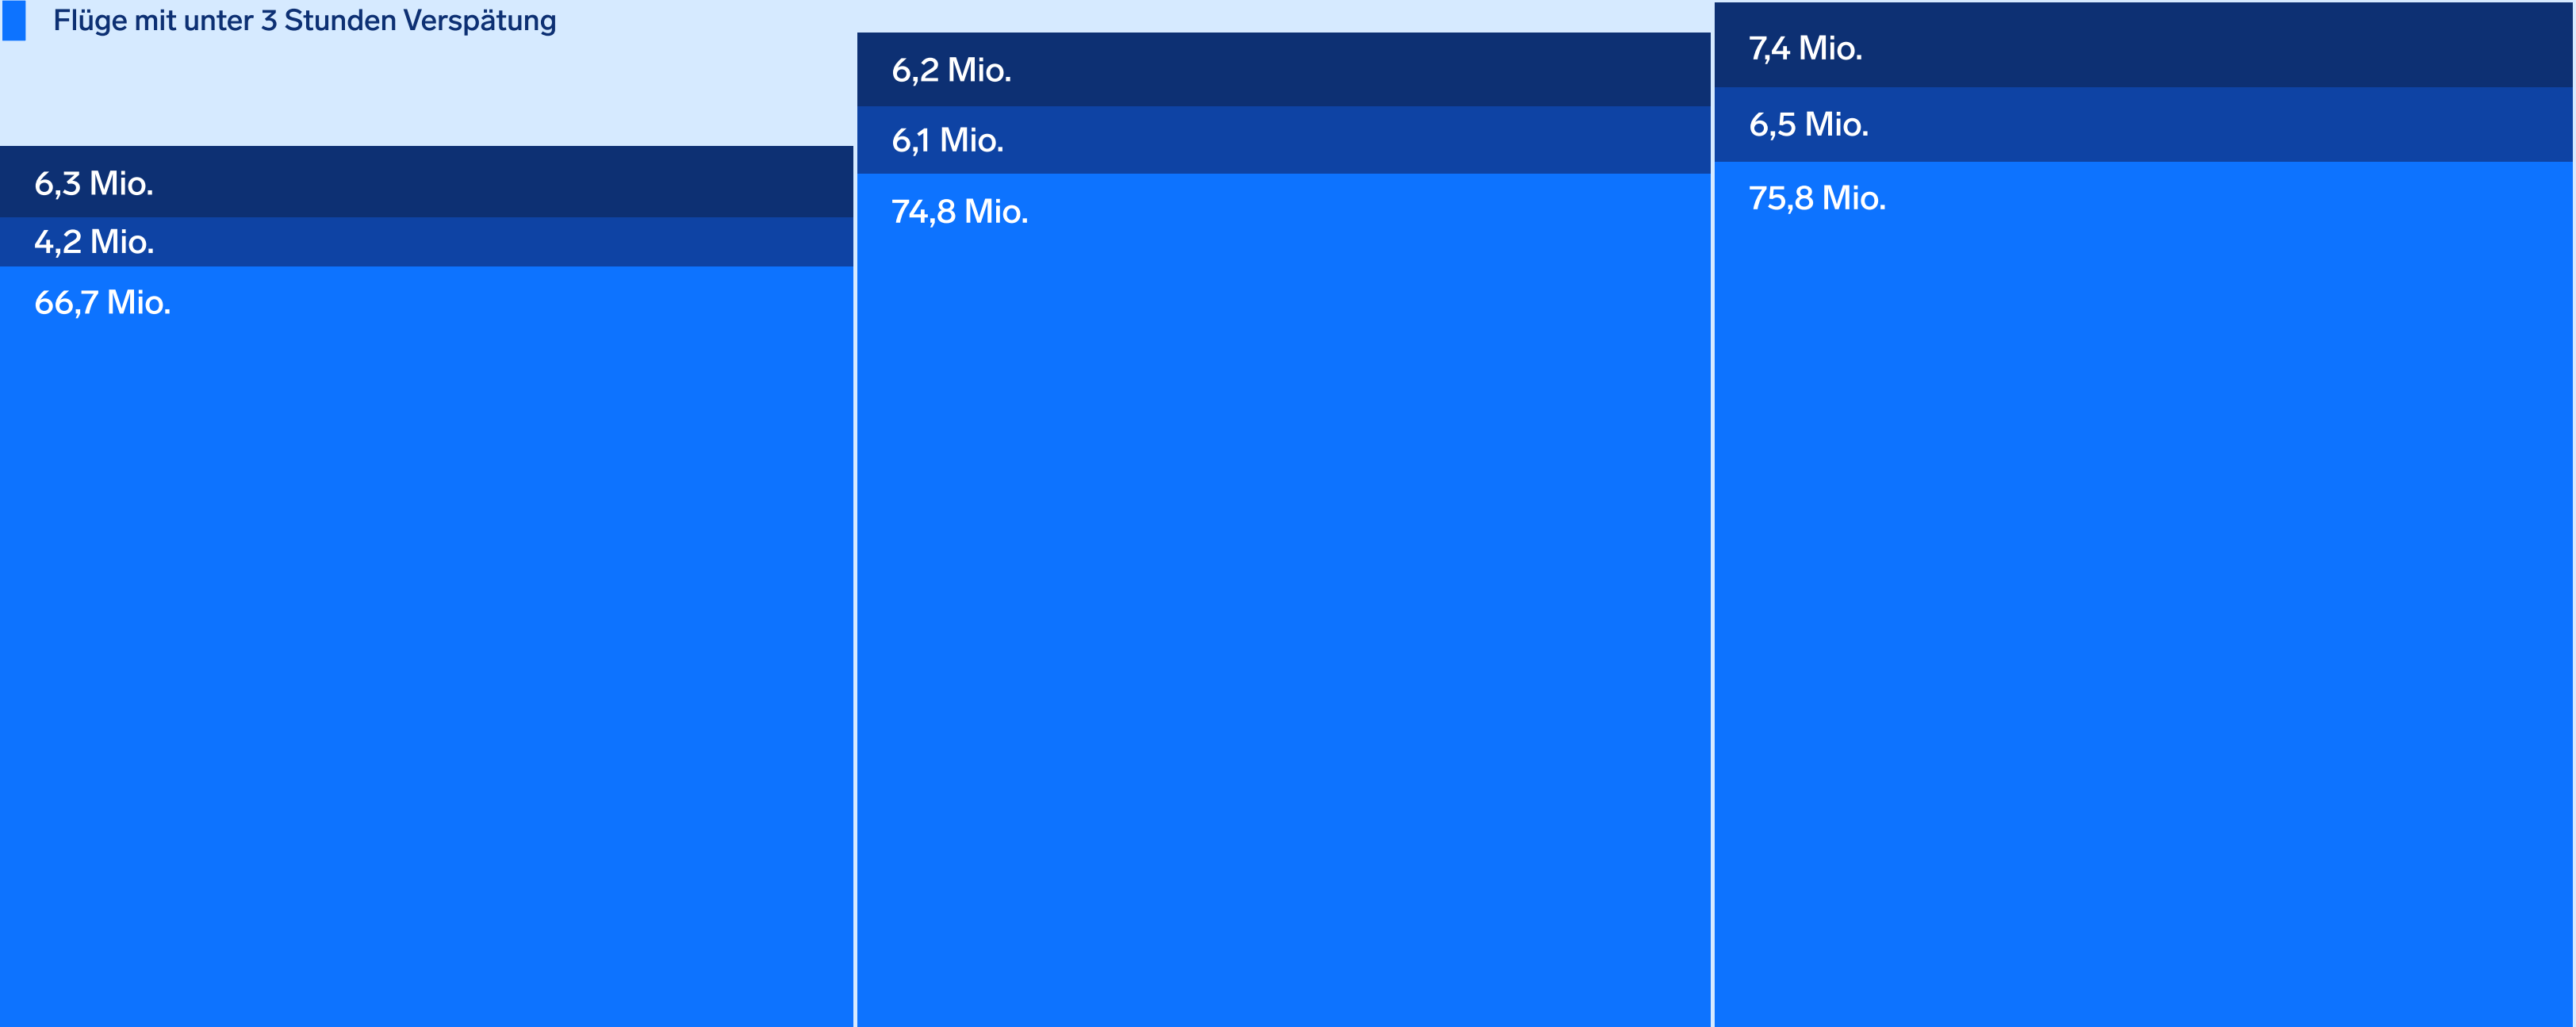 Flüge mit unter 3 Stunden Verspätung
6,3 Mio.
4,2 Mio.
66,7 Mio.
6,2 Mio.
6,1 Mio.
74,8 Mio.
7,4 Mio.
6,5 Mio.
75,8 Mio.